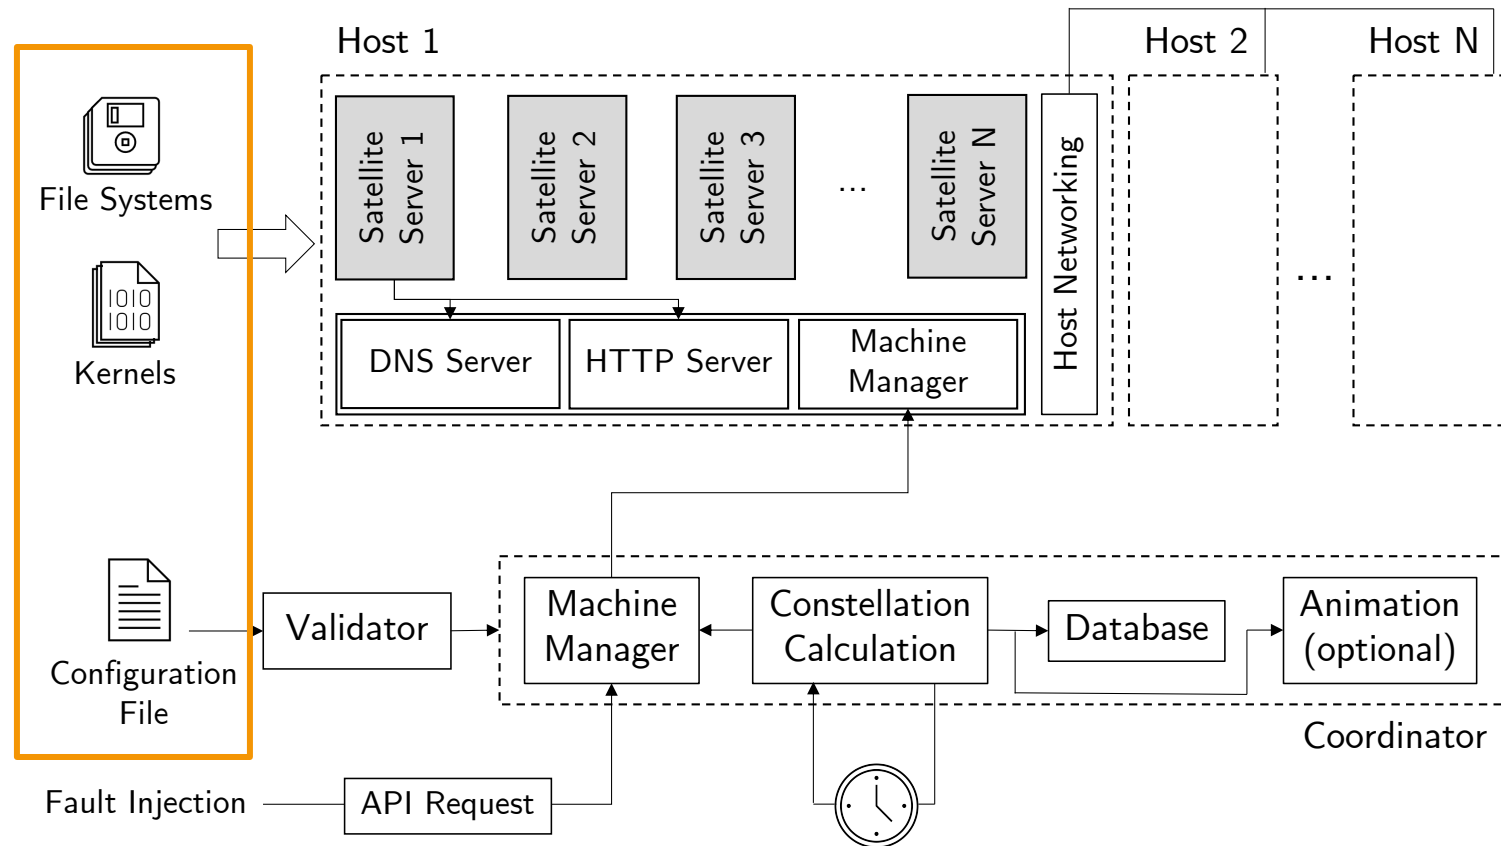 Host 1
Host 2
Host N
Satellite
Server 1
Satellite
Server 2
Satellite
Server 3
...
Satellite
Server N
Host Networking
...
File Systems
1010
1010
Kernels
DNS Server
HTTP Server
Machine
Manager
Configuration
File
Validator
Machine
Manager
Constellation
Calculation
Database
Animation
(optional)
Coordinator
Fault Injection
API Request